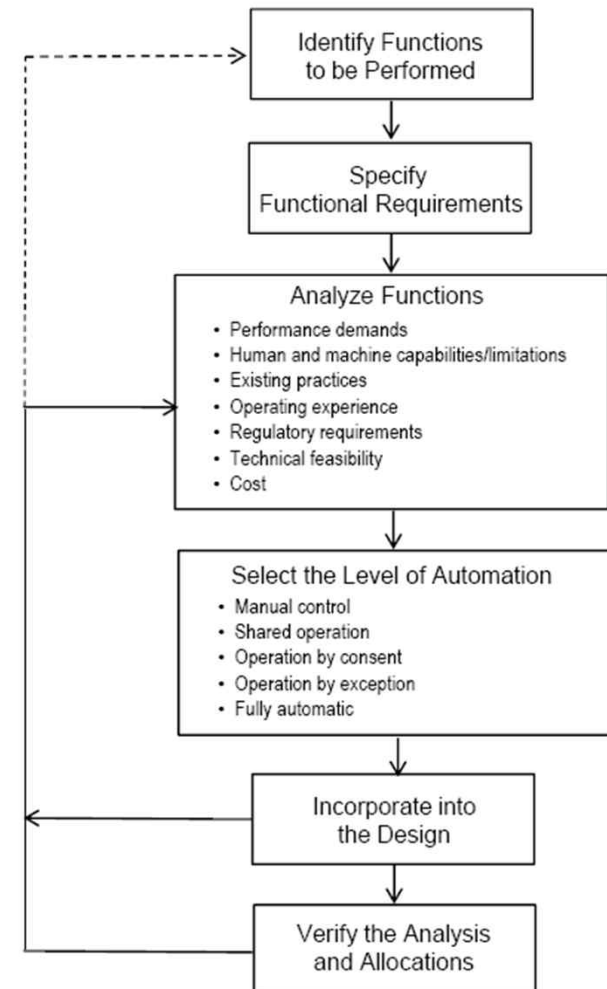 Identify Functions
to be Performed
Specify
Functional Requirements
Analyze Functions
• Performance demands
• Human and machine capabilities/limitations
• Existing practices
• Operating experience
• Regulatory requirements
• Technical feasibility
• Cost
Select the Level of Automation
• Manual control
• Shared operation
• Operation by consent
• Operation by exception
• Fully automatic
Incorporate into
the Design
Verify the Analysis
and Allocations